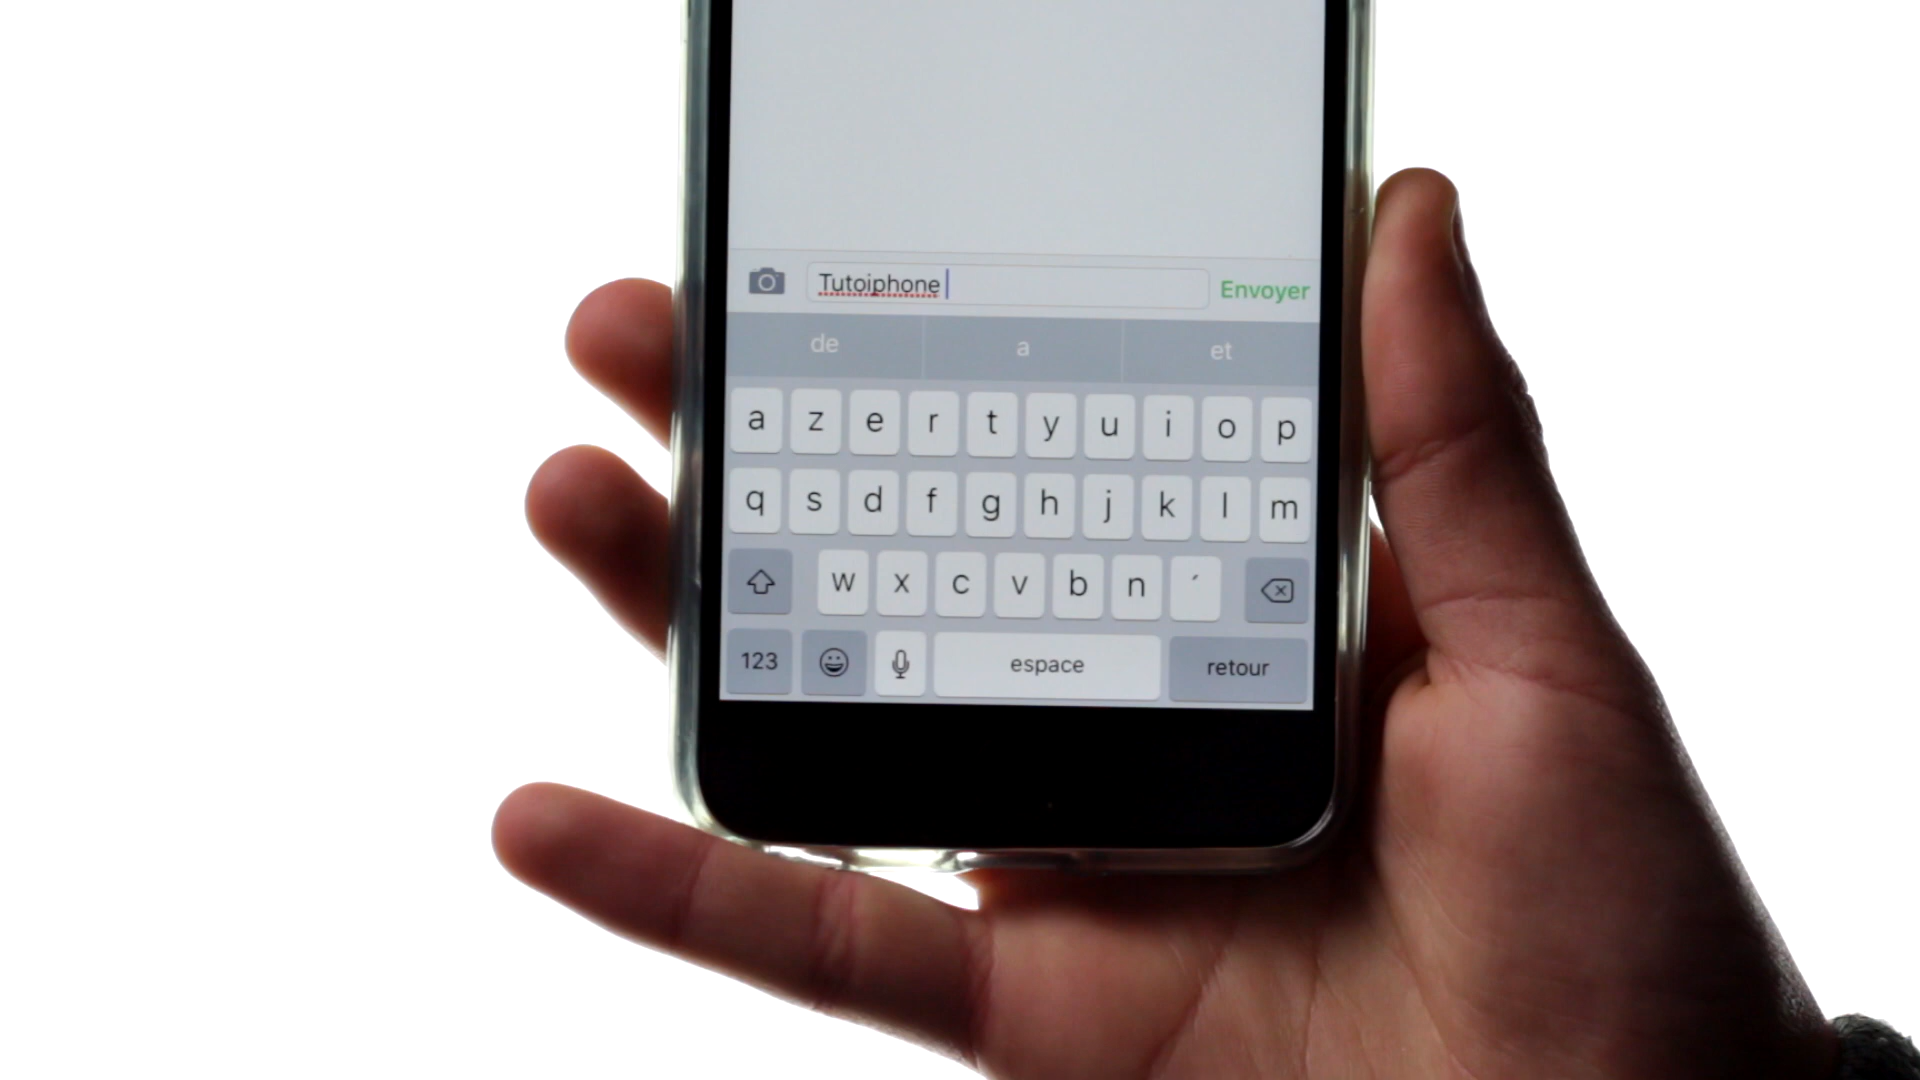 Tutoiphone Envoyer
de a et
a z e r t y u i o p
q s d f g h j k l m
w x c v b n ´
123 espace retour